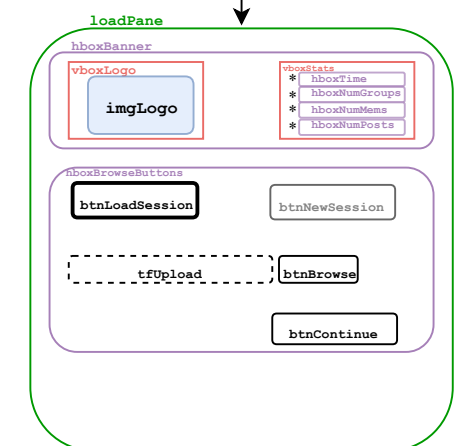 loadPane
hboxBanner
vboxLogo
imgLogo
vboxStats
* hboxTime
* hboxNumGroups
* hboxNumMems
* hboxNumPosts
hboxBrowseButtons
btnLoadSession
btnNewSession
tfUpload
btnBrowse
btnContinue